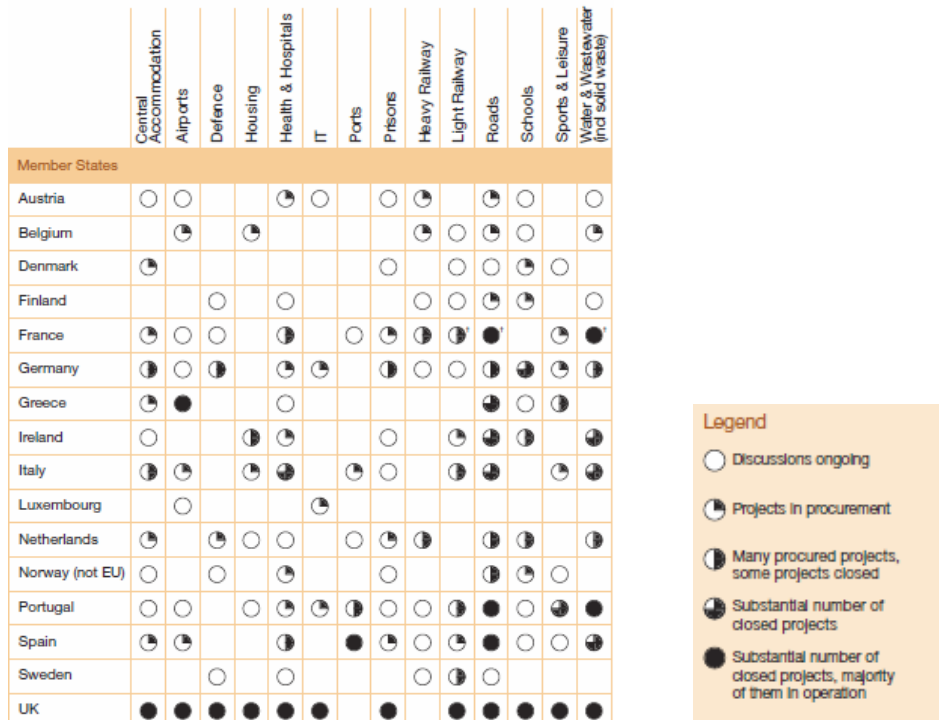 Central
Accommodation
Airports
Defence
Housing
Health & Hospitals
IT
Ports
Prisons
Heavy Railway
Light Railway
Roads
Schools
Sports & Leisure
Water & Wastewater
(incl solid waste)
Member States
Austria
Belgium
Denmark
Finland
France † † †
Germany
Greece
Ireland
Italy
Luxembourg
Netherlands
Norway (not EU)
Portugal
Spain
Sweden
UK
Legend
Discussions ongoing
Projects in procurement
Many procured projects,
some projects closed
Substantial number of
closed projects
Substantial number of
closed projects, majority
of them in operation